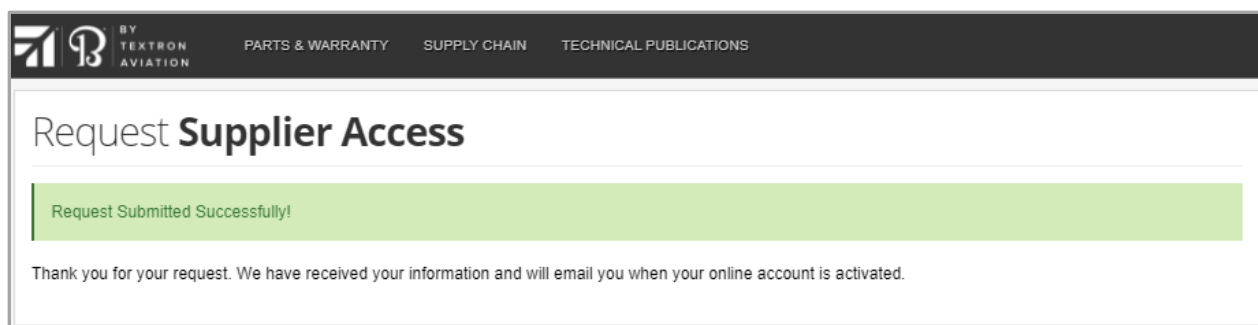 BY
TEXTRON
AVIATION
PARTS & WARRANTY SUPPLY CHAIN TECHNICAL PUBLICATIONS
Request Supplier Access
Request Submitted Successfully!
Thank you for your request. We have received your information and will email you when your online account is activated.